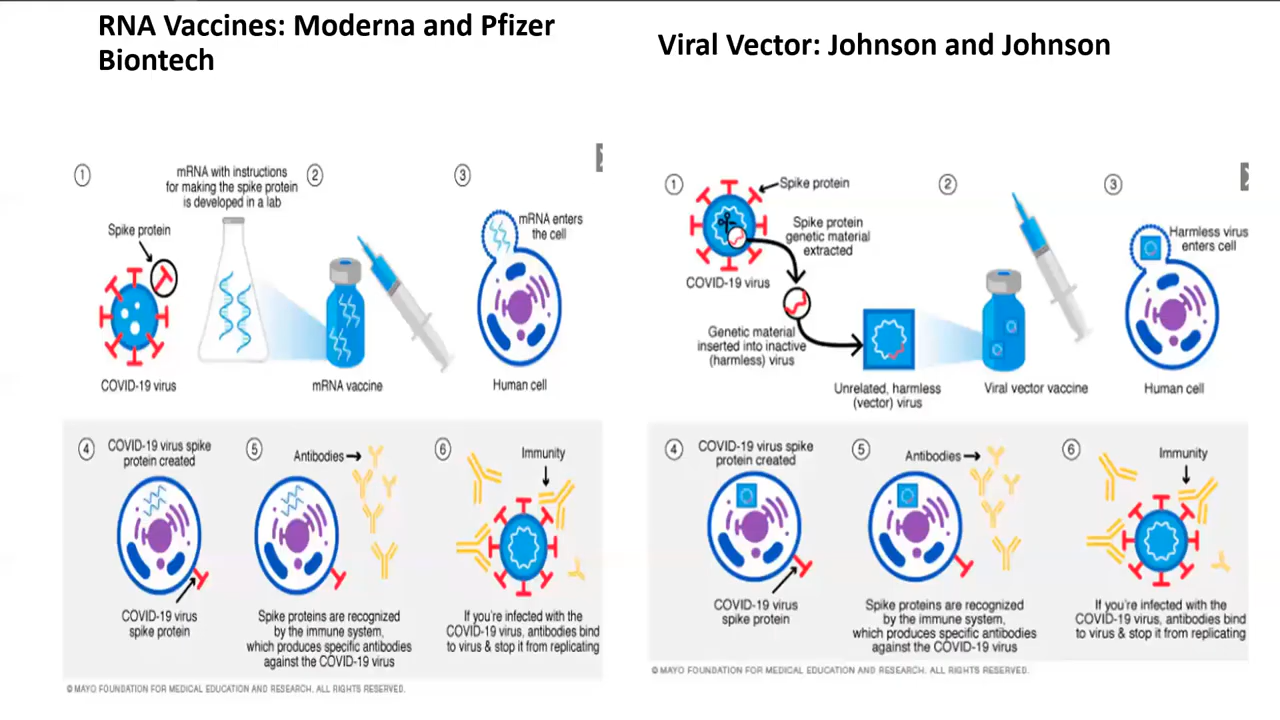 RNA Vaccines: Moderna and Pfizer
Biontech
1
mRNA with instructions
for making the spike protein
is developed in a lab
2
3
Spike protein
mRNA enters
the cell
COVID-19 virus
mRNA vaccine
Human cell
4
COVID-19 virus spike
protein created
5
Antibodies
6
Immunity
COVID-19 virus
spike protein
Spike proteins are recognized
by the immune system,
which produces specific antibodies
against the COVID-19 virus
If you're infected with the
COVID-19 virus, antibodies bind
to virus & stop it from replicating
© MAYO FOUNDATION FOR MEDICAL EDUCATION AND RESEARCH. ALL RIGHTS RESERVED.
Viral Vector: Johnson and Johnson
1
Spike protein
2
3
Spike protein
genetic material
extracted
Harmless virus
enters cell
COVID-19 virus
Genetic material
inserted into inactive
(harmless) virus
Unrelated, harmless
(vector) virus
Viral vector vaccine
Human cell
4
COVID-19 virus spike
protein created
5
Antibodies
6
Immunity
COVID-19 virus
spike protein
Spike proteins are recognized
by the immune system,
which produces specific antibodies
against the COVID-19 virus
If you're infected with the
COVID-19 virus, antibodies bind
to virus & stop it from replicating
© MAYO FOUNDATION FOR MEDICAL EDUCATION AND RESEARCH. ALL RIGHTS RESERVED.